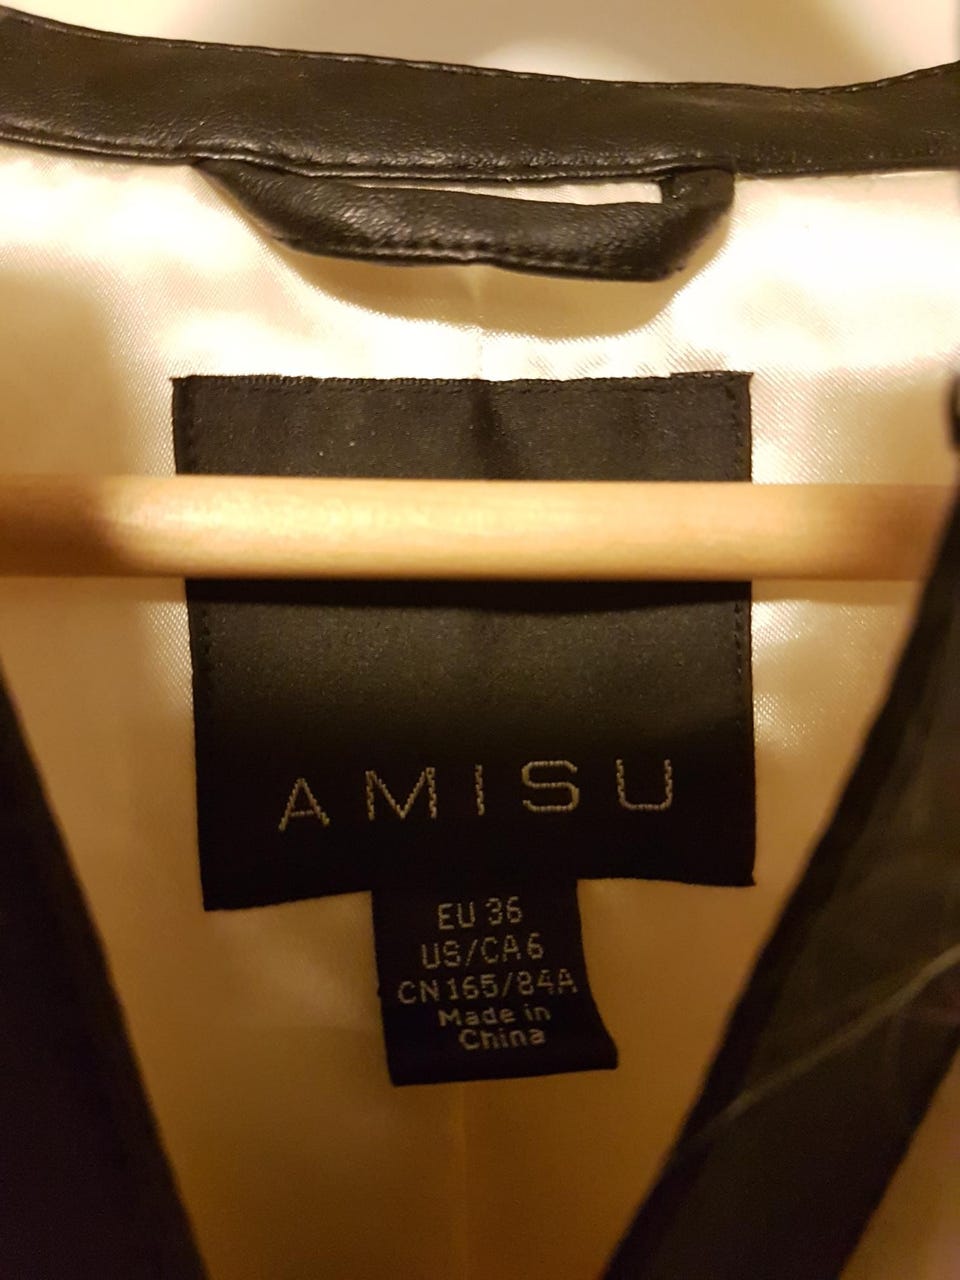 AMISU
EU 36
US/CA 6
CN 165/84A
Made in
China